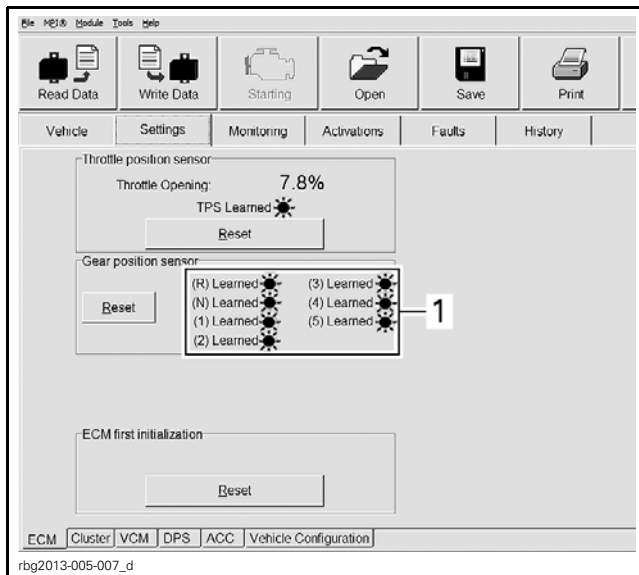 File MPI® Module Tools Help
Read Data Write Data Starting Open Save Print
Vehicle Settings Monitoring Activations Faults History
Throttle position sensor
Throttle Opening: 7.8%
TPS Learned
Reset
Gear position sensor
Reset
(R) Learned (3) Learned
(N) Learned (4) Learned
(1) Learned (5) Learned
(2) Learned
1
ECM first initialization
Reset
ECM Cluster VCM DPS ACC Vehicle Configuration
rbg2013-005-007_d